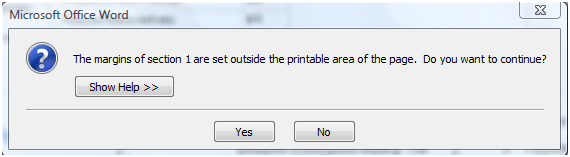 Microsoft Office Word
The margins of section 1 are set outside the printable area of the page. Do you want to continue?
Show Help >>
Yes No